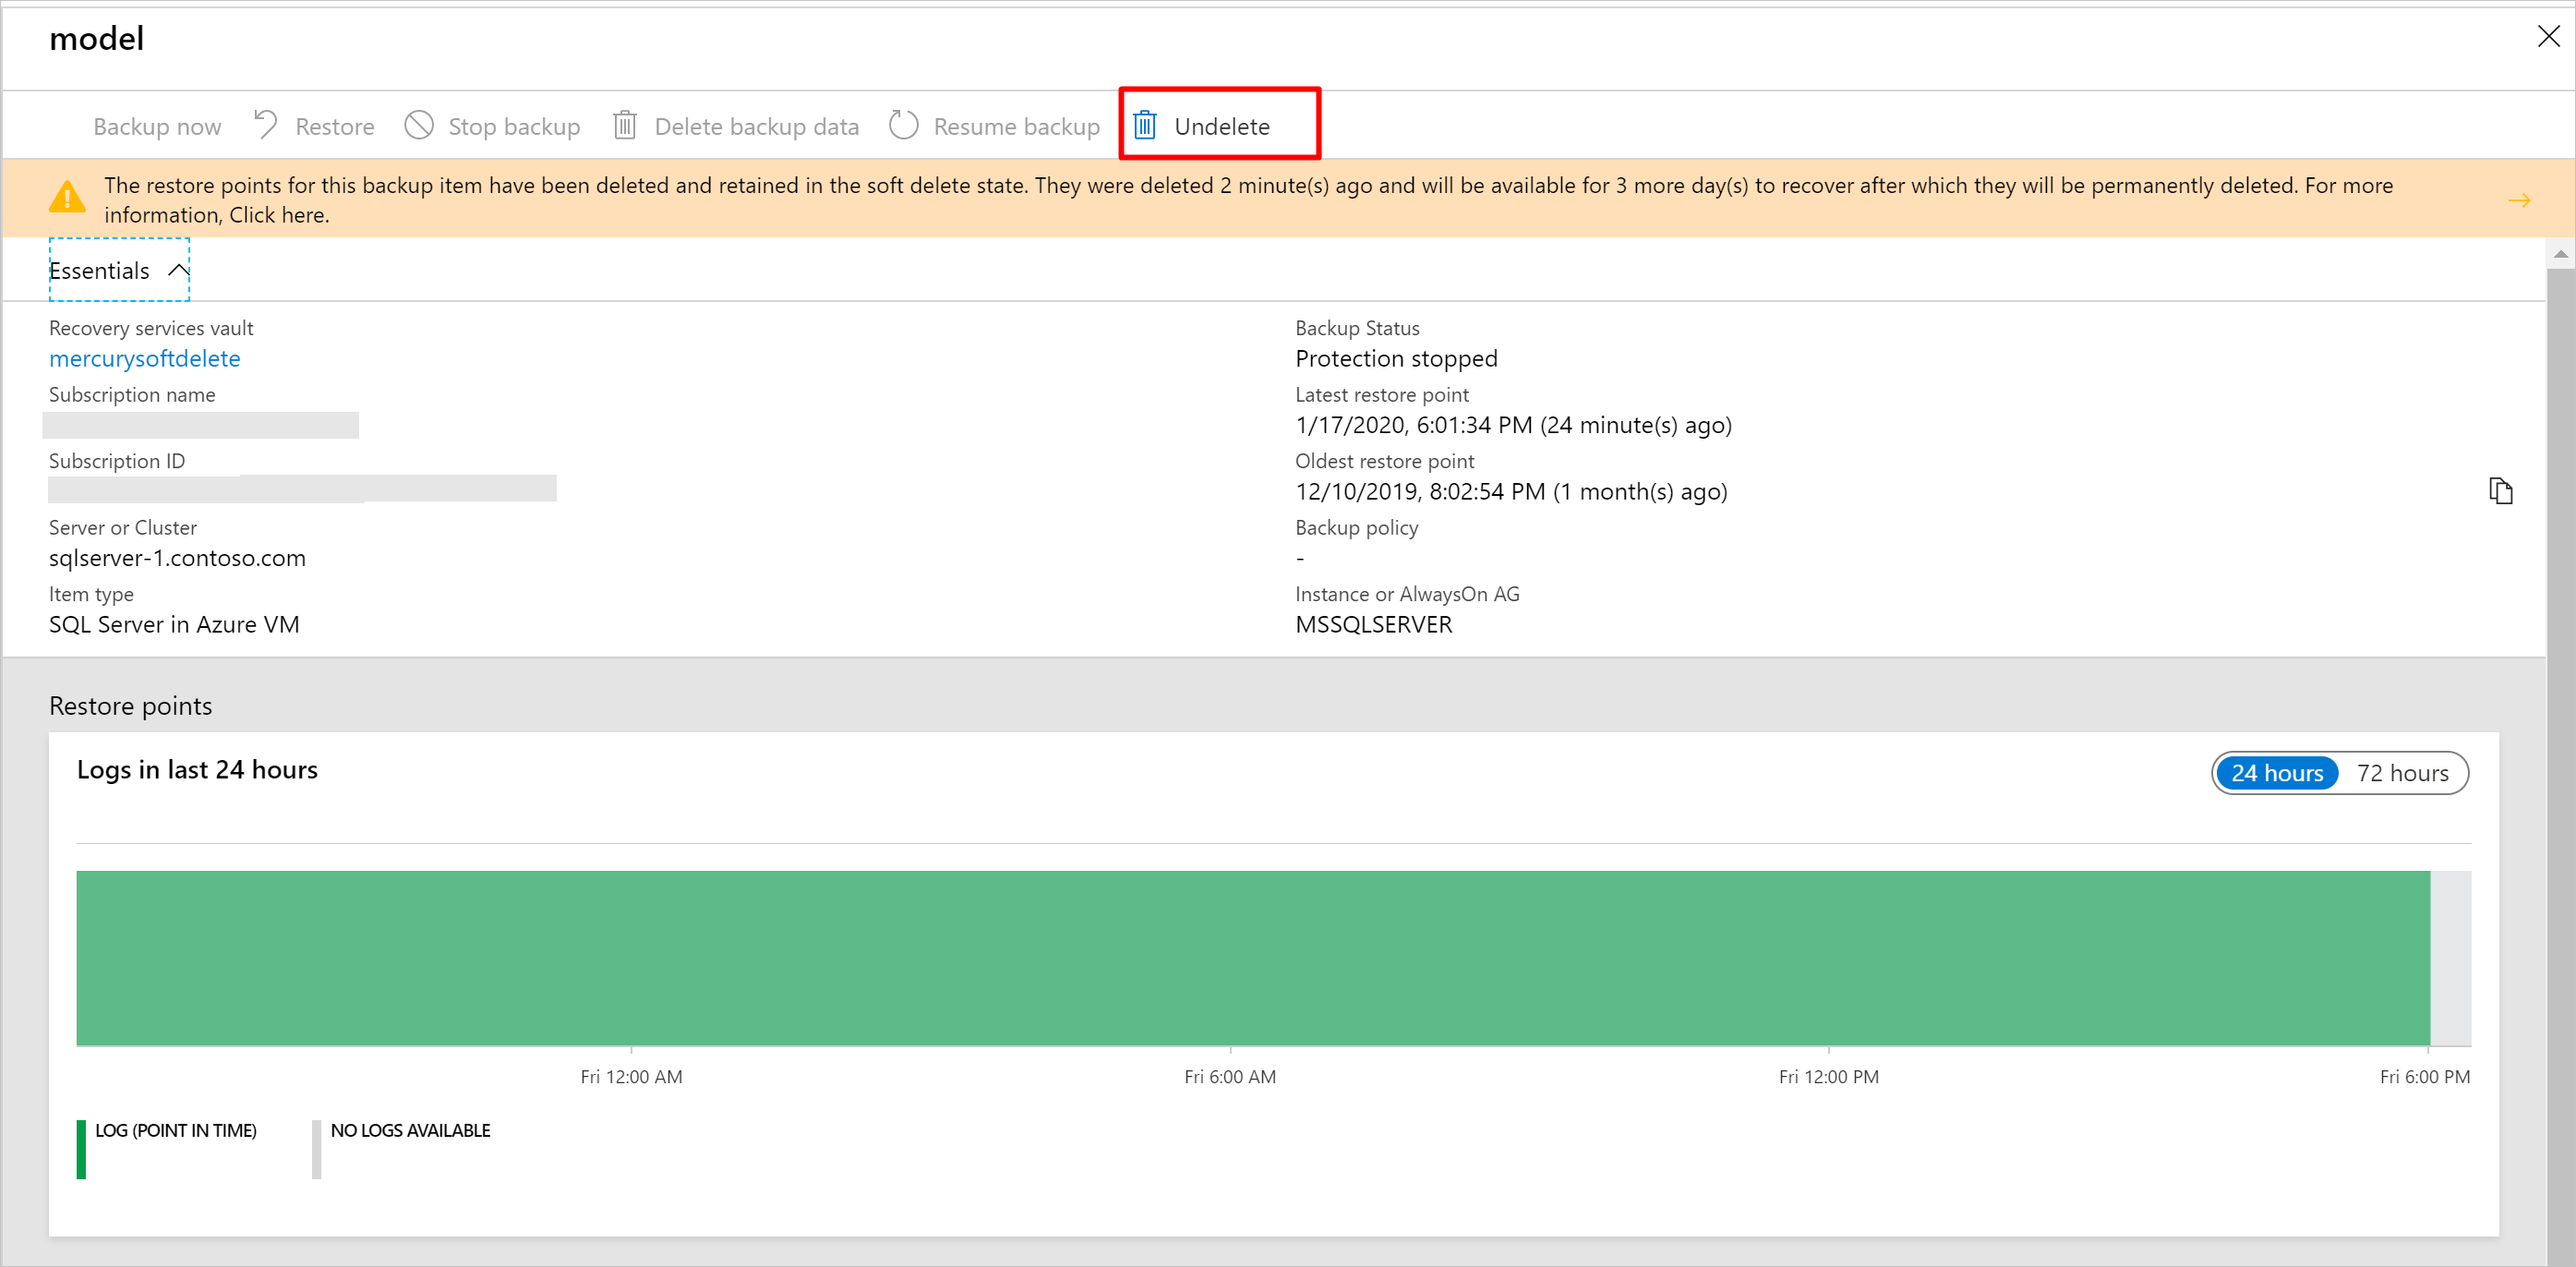 model
Backup now Restore Stop backup Delete backup data Resume backup Undelete
The restore points for this backup item have been deleted and retained in the soft delete state. They were deleted 2 minute(s) ago and will be available for 3 more day(s) to recover after which they will be permanently deleted. For more
information, Click here.
Essentials
Recovery services vault
mercurysoftdelete
Subscription name
Subscription ID
Server or Cluster
sqlserver-1.contoso.com
Item type
SQL Server in Azure VM
Backup Status
Protection stopped
Latest restore point
1/17/2020, 6:01:34 PM (24 minute(s) ago)
Oldest restore point
12/10/2019, 8:02:54 PM (1 month(s) ago)
Backup policy
-
Instance or AlwaysOn AG
MSSQLSERVER
Restore points
Logs in last 24 hours
24 hours 72 hours
Fri 12:00 AM Fri 6:00 AM Fri 12:00 PM Fri 6:00 PM
LOG (POINT IN TIME) NO LOGS AVAILABLE